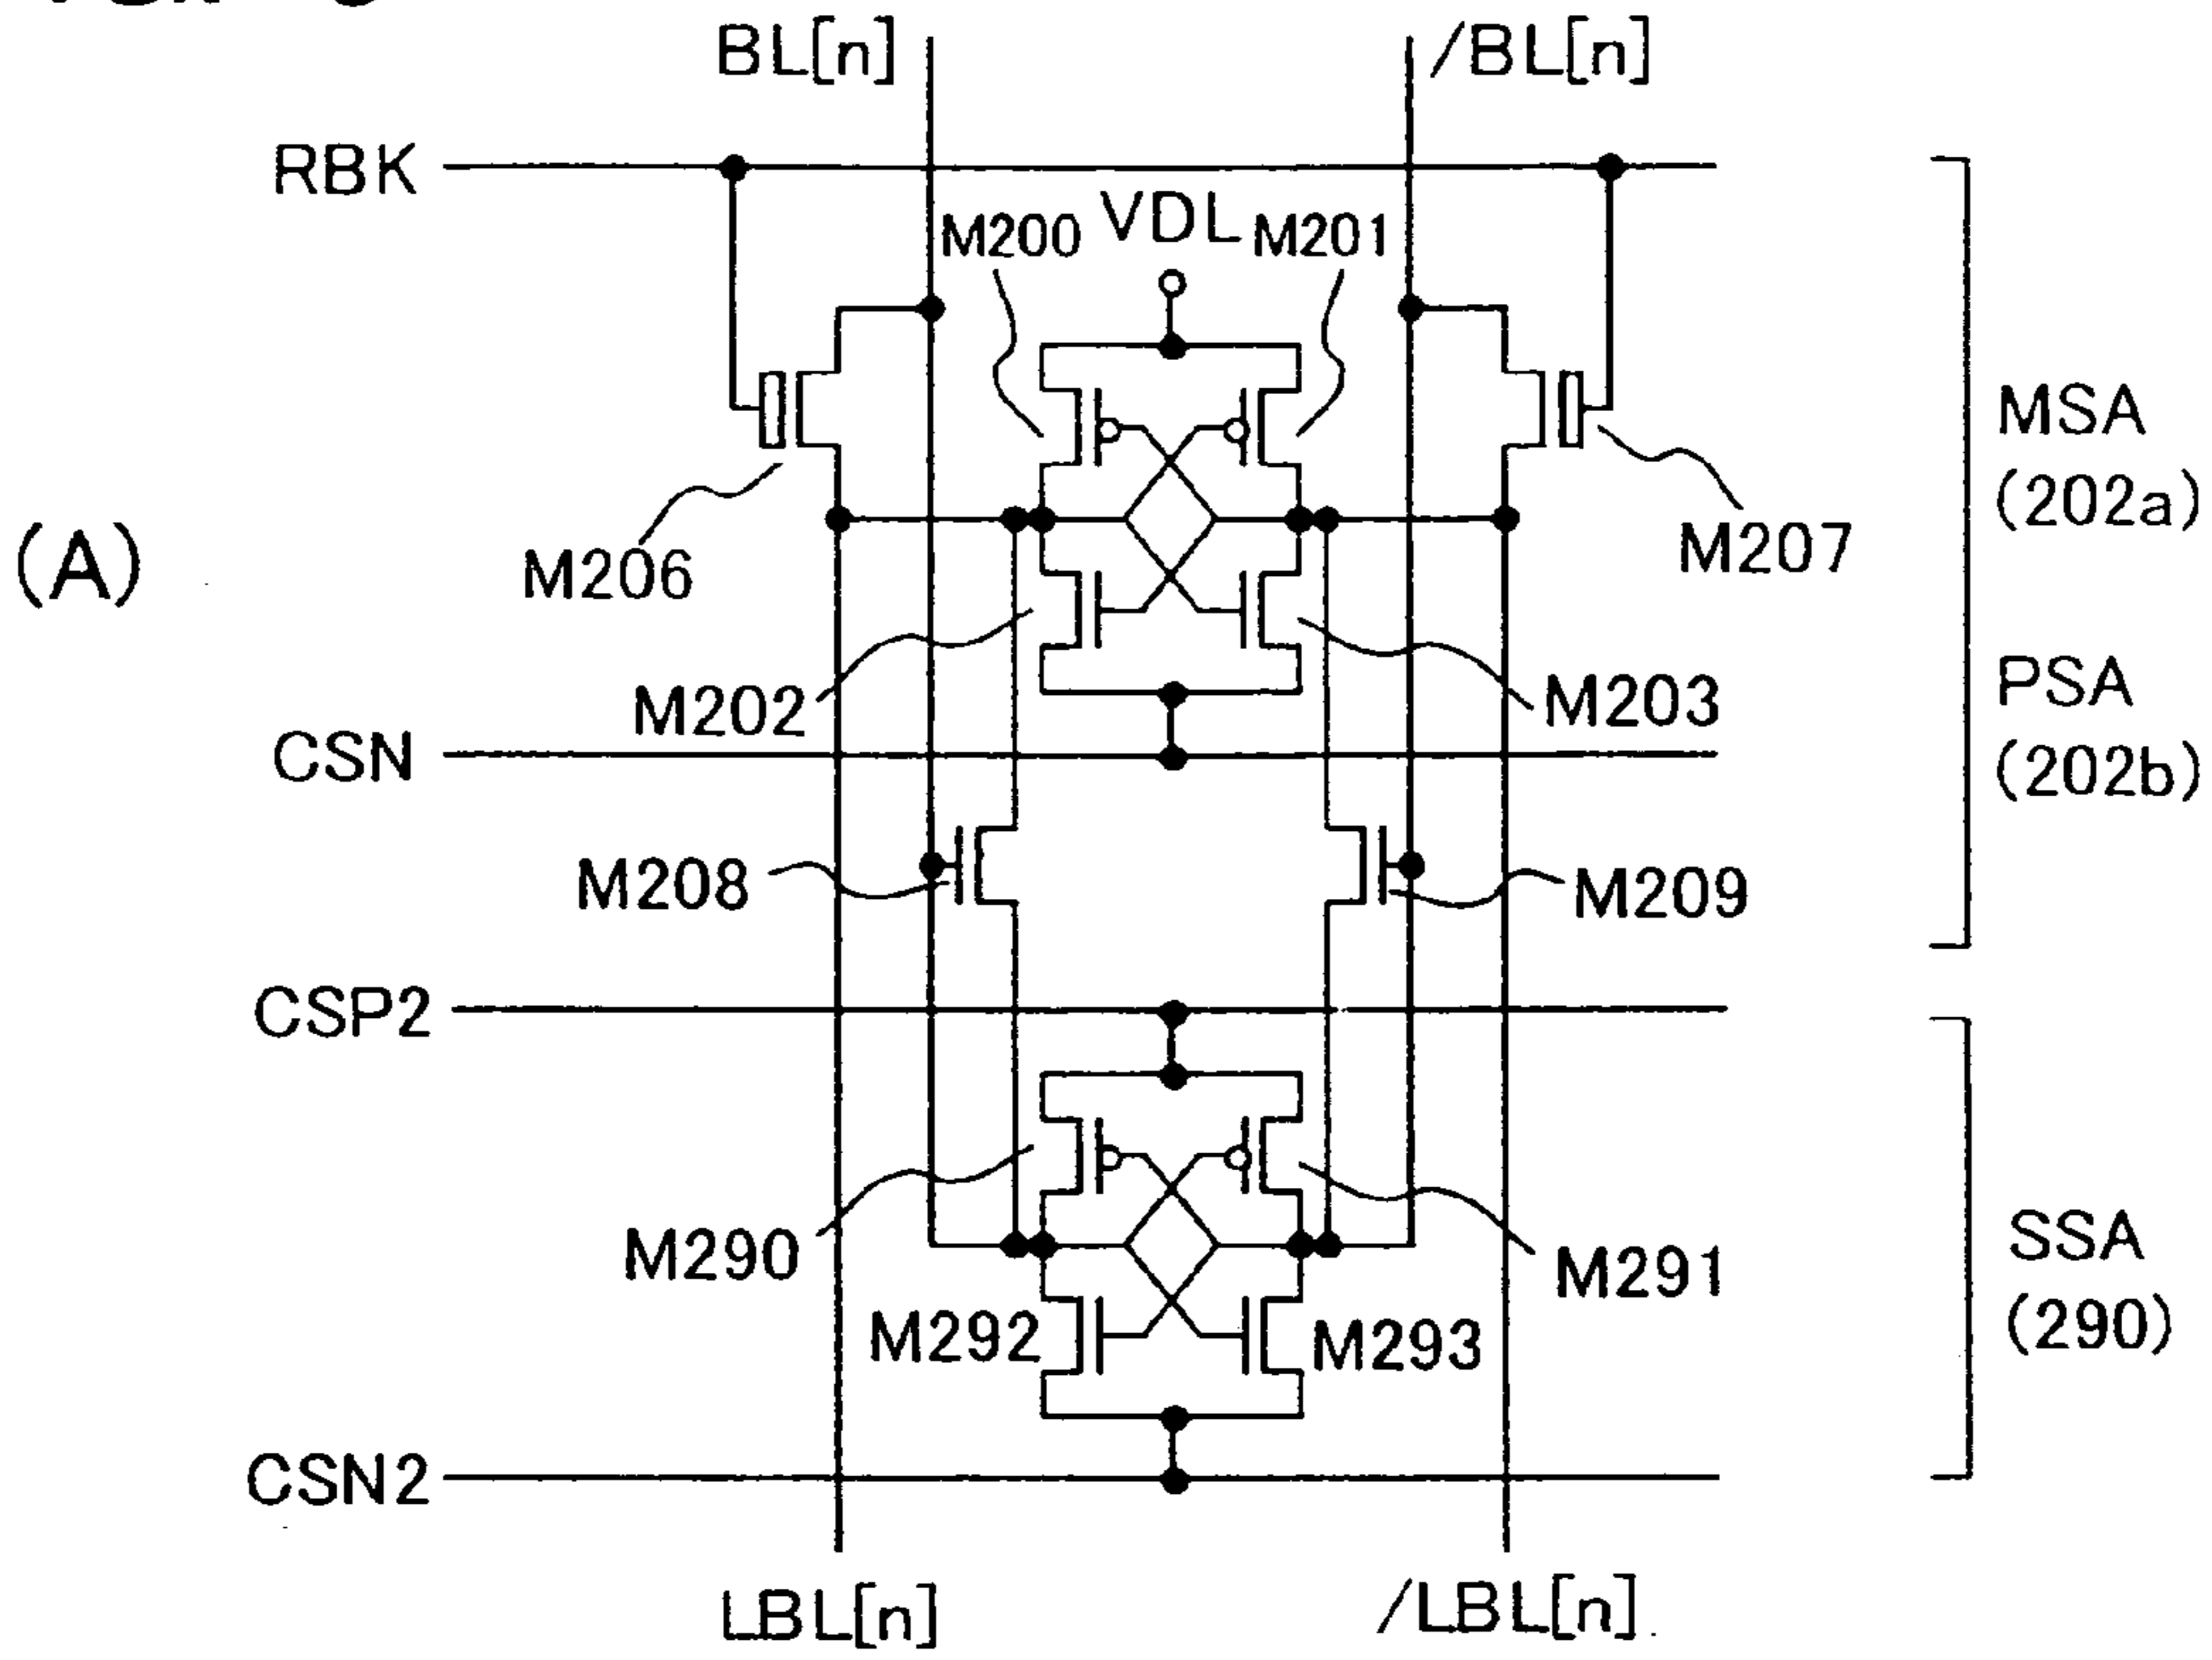 BL[n]
/BL[n]
RBK
M200
VDL
M201
MSA
(202a)
(A)
M206
M207
M202
M203
PSA
(202b)
CSN
M208
M209
CSP2
M290
M291
SSA
(290)
M292
M293
CSN2
LBL[n]
/LBL[n]